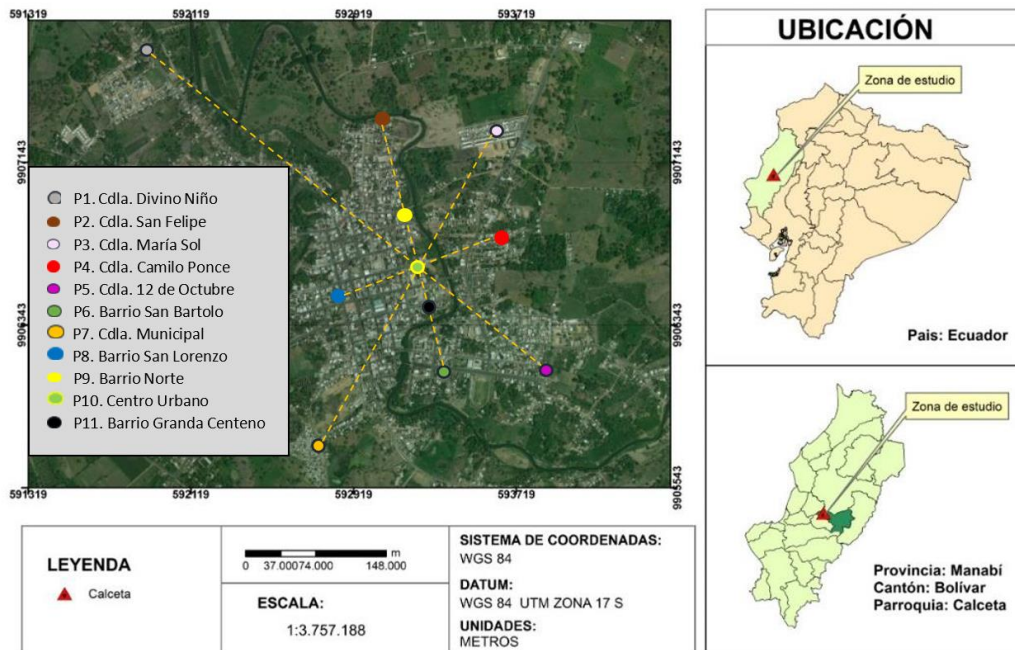 591319
592119
592919
593719
9907143
9906343
9905543
9907143
9906343
591319
592119
592919
593719
P1. Cdla. Divino Niño
P2. Cdla. San Felipe
P3. Cdla. María Sol
P4. Cdla. Camilo Ponce
P5. Cdla. 12 de Octubre
P6. Barrio San Bartolo
P7. Cdla. Municipal
P8. Barrio San Lorenzo
P9. Barrio Norte
P10. Centro Urbano
P11. Barrio Granda Centeno
LEYENDA
Calceta
m
0 37.00074.000 148.000
ESCALA:
1:3.757.188
SISTEMA DE COORDENADAS:
WGS 84
DATUM:
WGS 84 UTM ZONA 17 S
UNIDADES:
METROS
UBICACIÓN
Zona de estudio
Pais: Ecuador
Zona de estudio
Provincia: Manabí
Cantón: Bolívar
Parroquia: Calceta